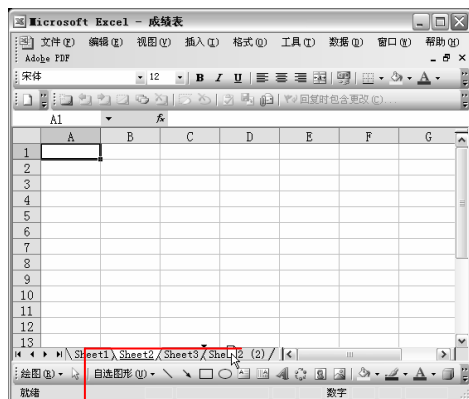 Microsoft Excel - 成绩表
文件(F) 编辑(E) 视图(V) 插入(I) 格式(O) 工具(T) 数据(D) 窗口(W) 帮助(H)
Adobe PDF
宋体 12 B I U
回复时包含更改(C)...
A1 fx
A B C D E F G
1
2
3
4
5
6
7
8
9
10
11
12
13
Sheet1 Sheet2 Sheet3 Sheet2 (2)
绘图(R) 自选图形(U)
就绪 数字